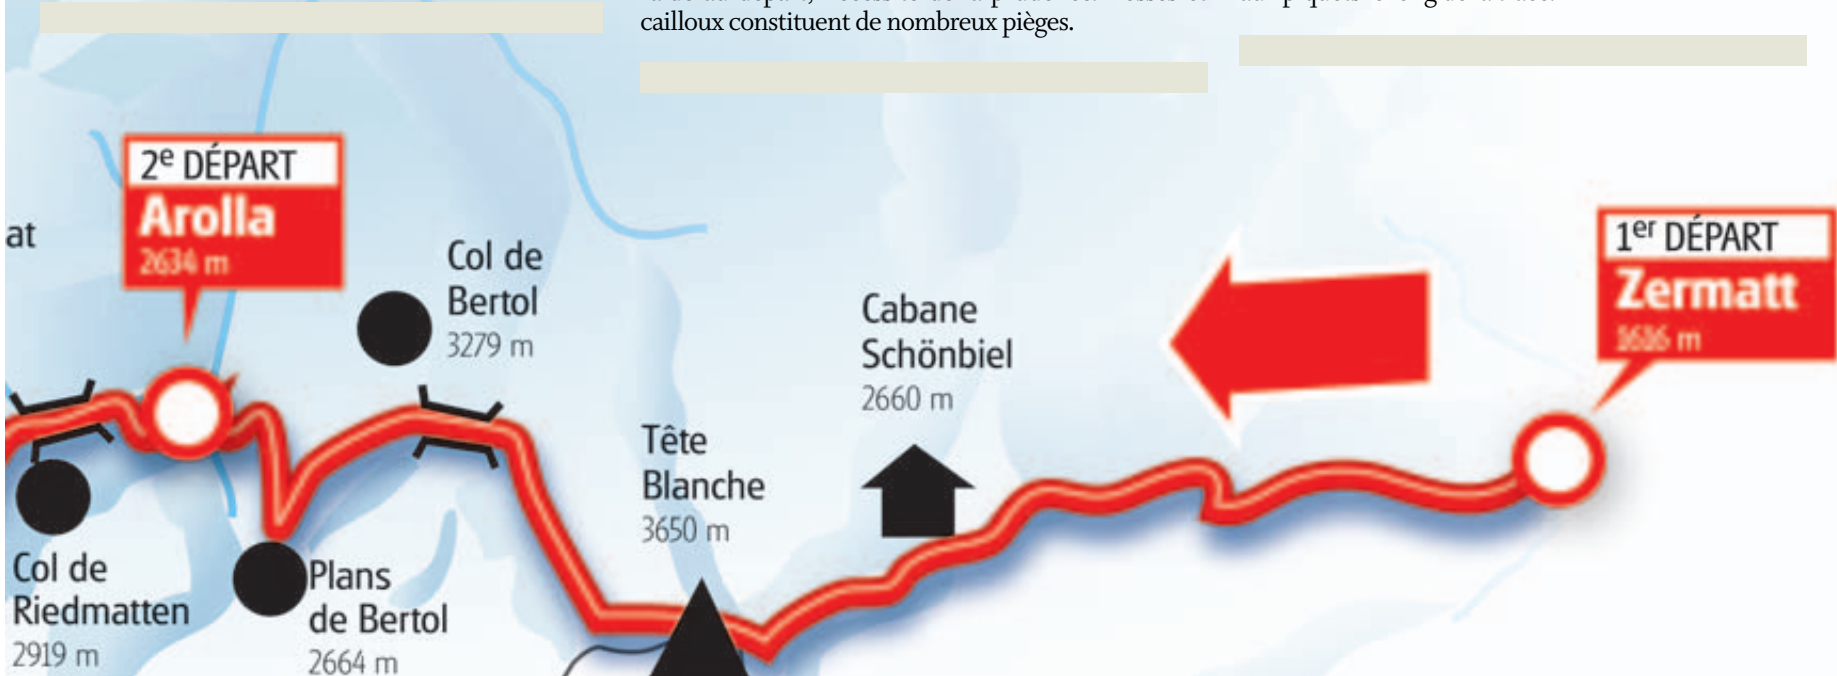 cailloux constituent de nombreux pièges.
2e DÉPART
Arolla
2634 m
at
Col de
Bertol
3279 m
Cabane
Schönbiel
2660 m
1er DÉPART
Zermatt
1616 m
Tête
Blanche
3650 m
Col de
Riedmatten
2919 m
Plans
de Bertol
2664 m